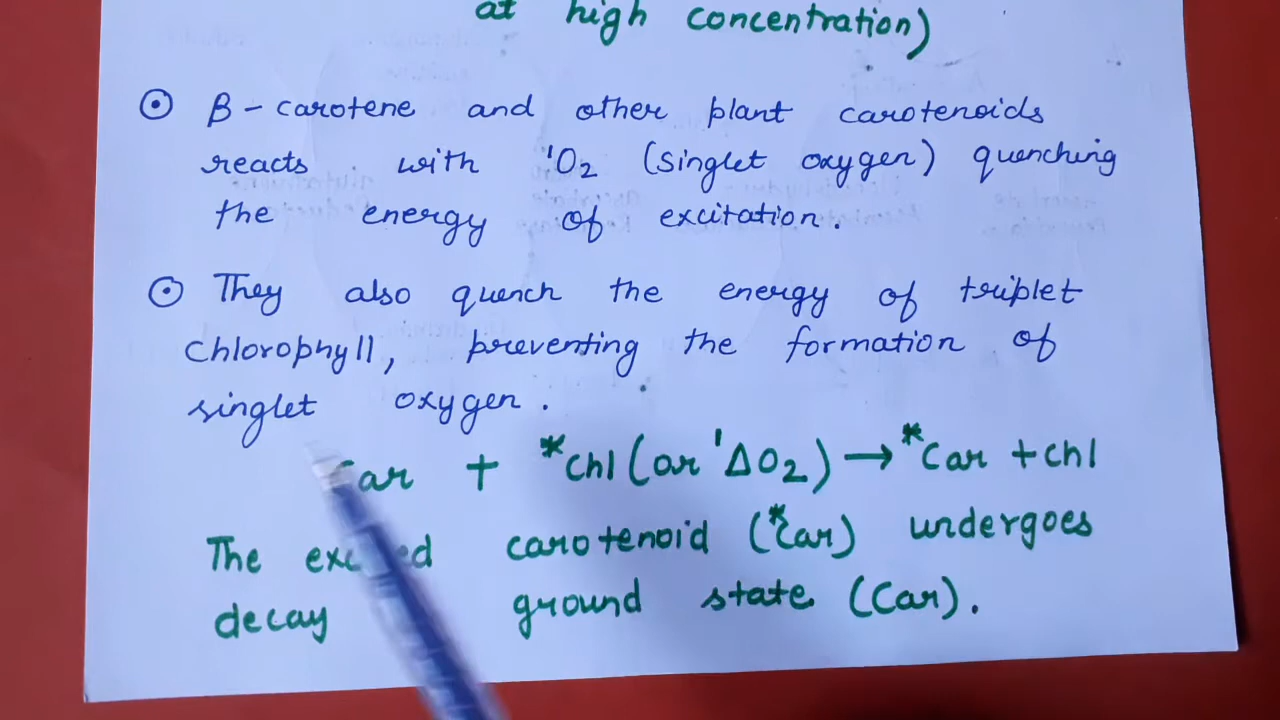 at high concentration)
⊙ β-carotene and other plant carotenoids
reacts with ¹O₂ (singlet oxygen) quenching
the energy of excitation.
⊙ They also quench the energy of triplet
chlorophyll, preventing the formation of
singlet oxygen.
Car + *Chl (or ¹ΔO₂) → *Car + chl
The excited carotenoid (*Car) undergoes
decay ground state (Car).